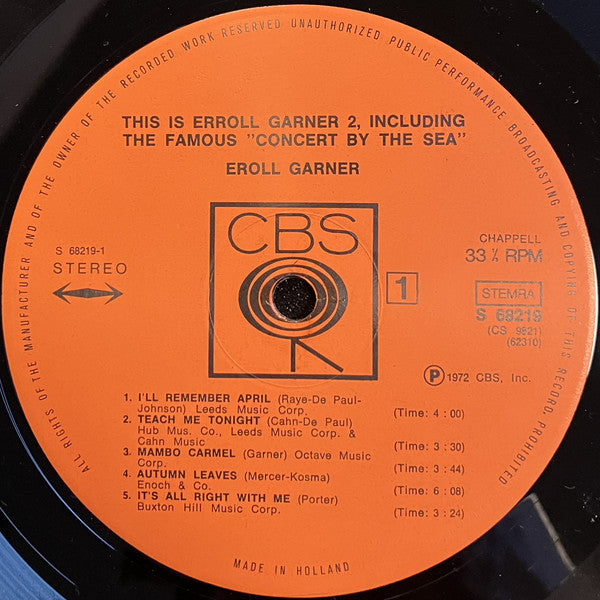 ALL RIGHTS OF THE MANUFACTURER AND OF THE OWNER OF THE RECORDED WORK RESERVED UNAUTHORIZED PUBLIC PERFORMANCE BROADCASTING AND COPYING OF THIS RECORD PROHIBITED
THIS IS ERROLL GARNER 2, INCLUDING
THE FAMOUS "CONCERT BY THE SEA"
EROLL GARNER
CBS
S 68219-1
STEREO
CHAPPELL
33 ⅓ RPM
1
STEMRA
S 68219
(CS 9821)
(62310)
Ⓟ 1972 CBS, Inc.
1. I'LL REMEMBER APRIL (Raye-De Paul-
Johnson) Leeds Music Corp. (Time: 4 : 00)
2. TEACH ME TONIGHT (Cahn-De Paul)
Hub Mus. Co., Leeds Music Corp. &
Cahn Music (Time: 3 : 30)
3. MAMBO CARMEL (Garner) Octave Music
Corp. (Time: 3 : 44)
4. AUTUMN LEAVES (Mercer-Kosma)
Enoch & Co. (Time: 6 : 08)
5. IT'S ALL RIGHT WITH ME (Porter)
Buxton Hill Music Corp. (Time: 3 : 24)
MADE IN HOLLAND